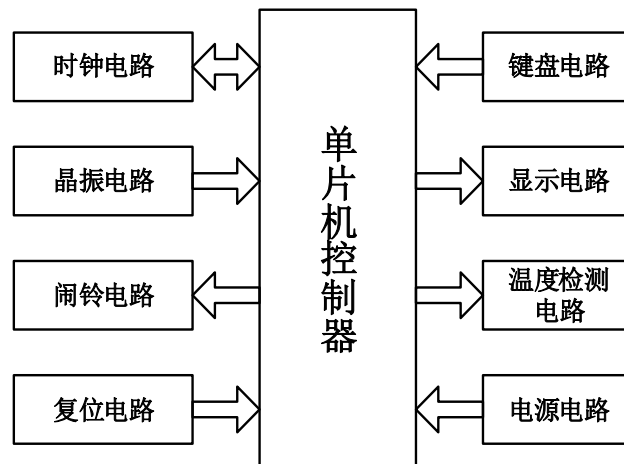 时钟电路
晶振电路
闹铃电路
复位电路
单片机控制器
键盘电路
显示电路
温度检测
电路
电源电路